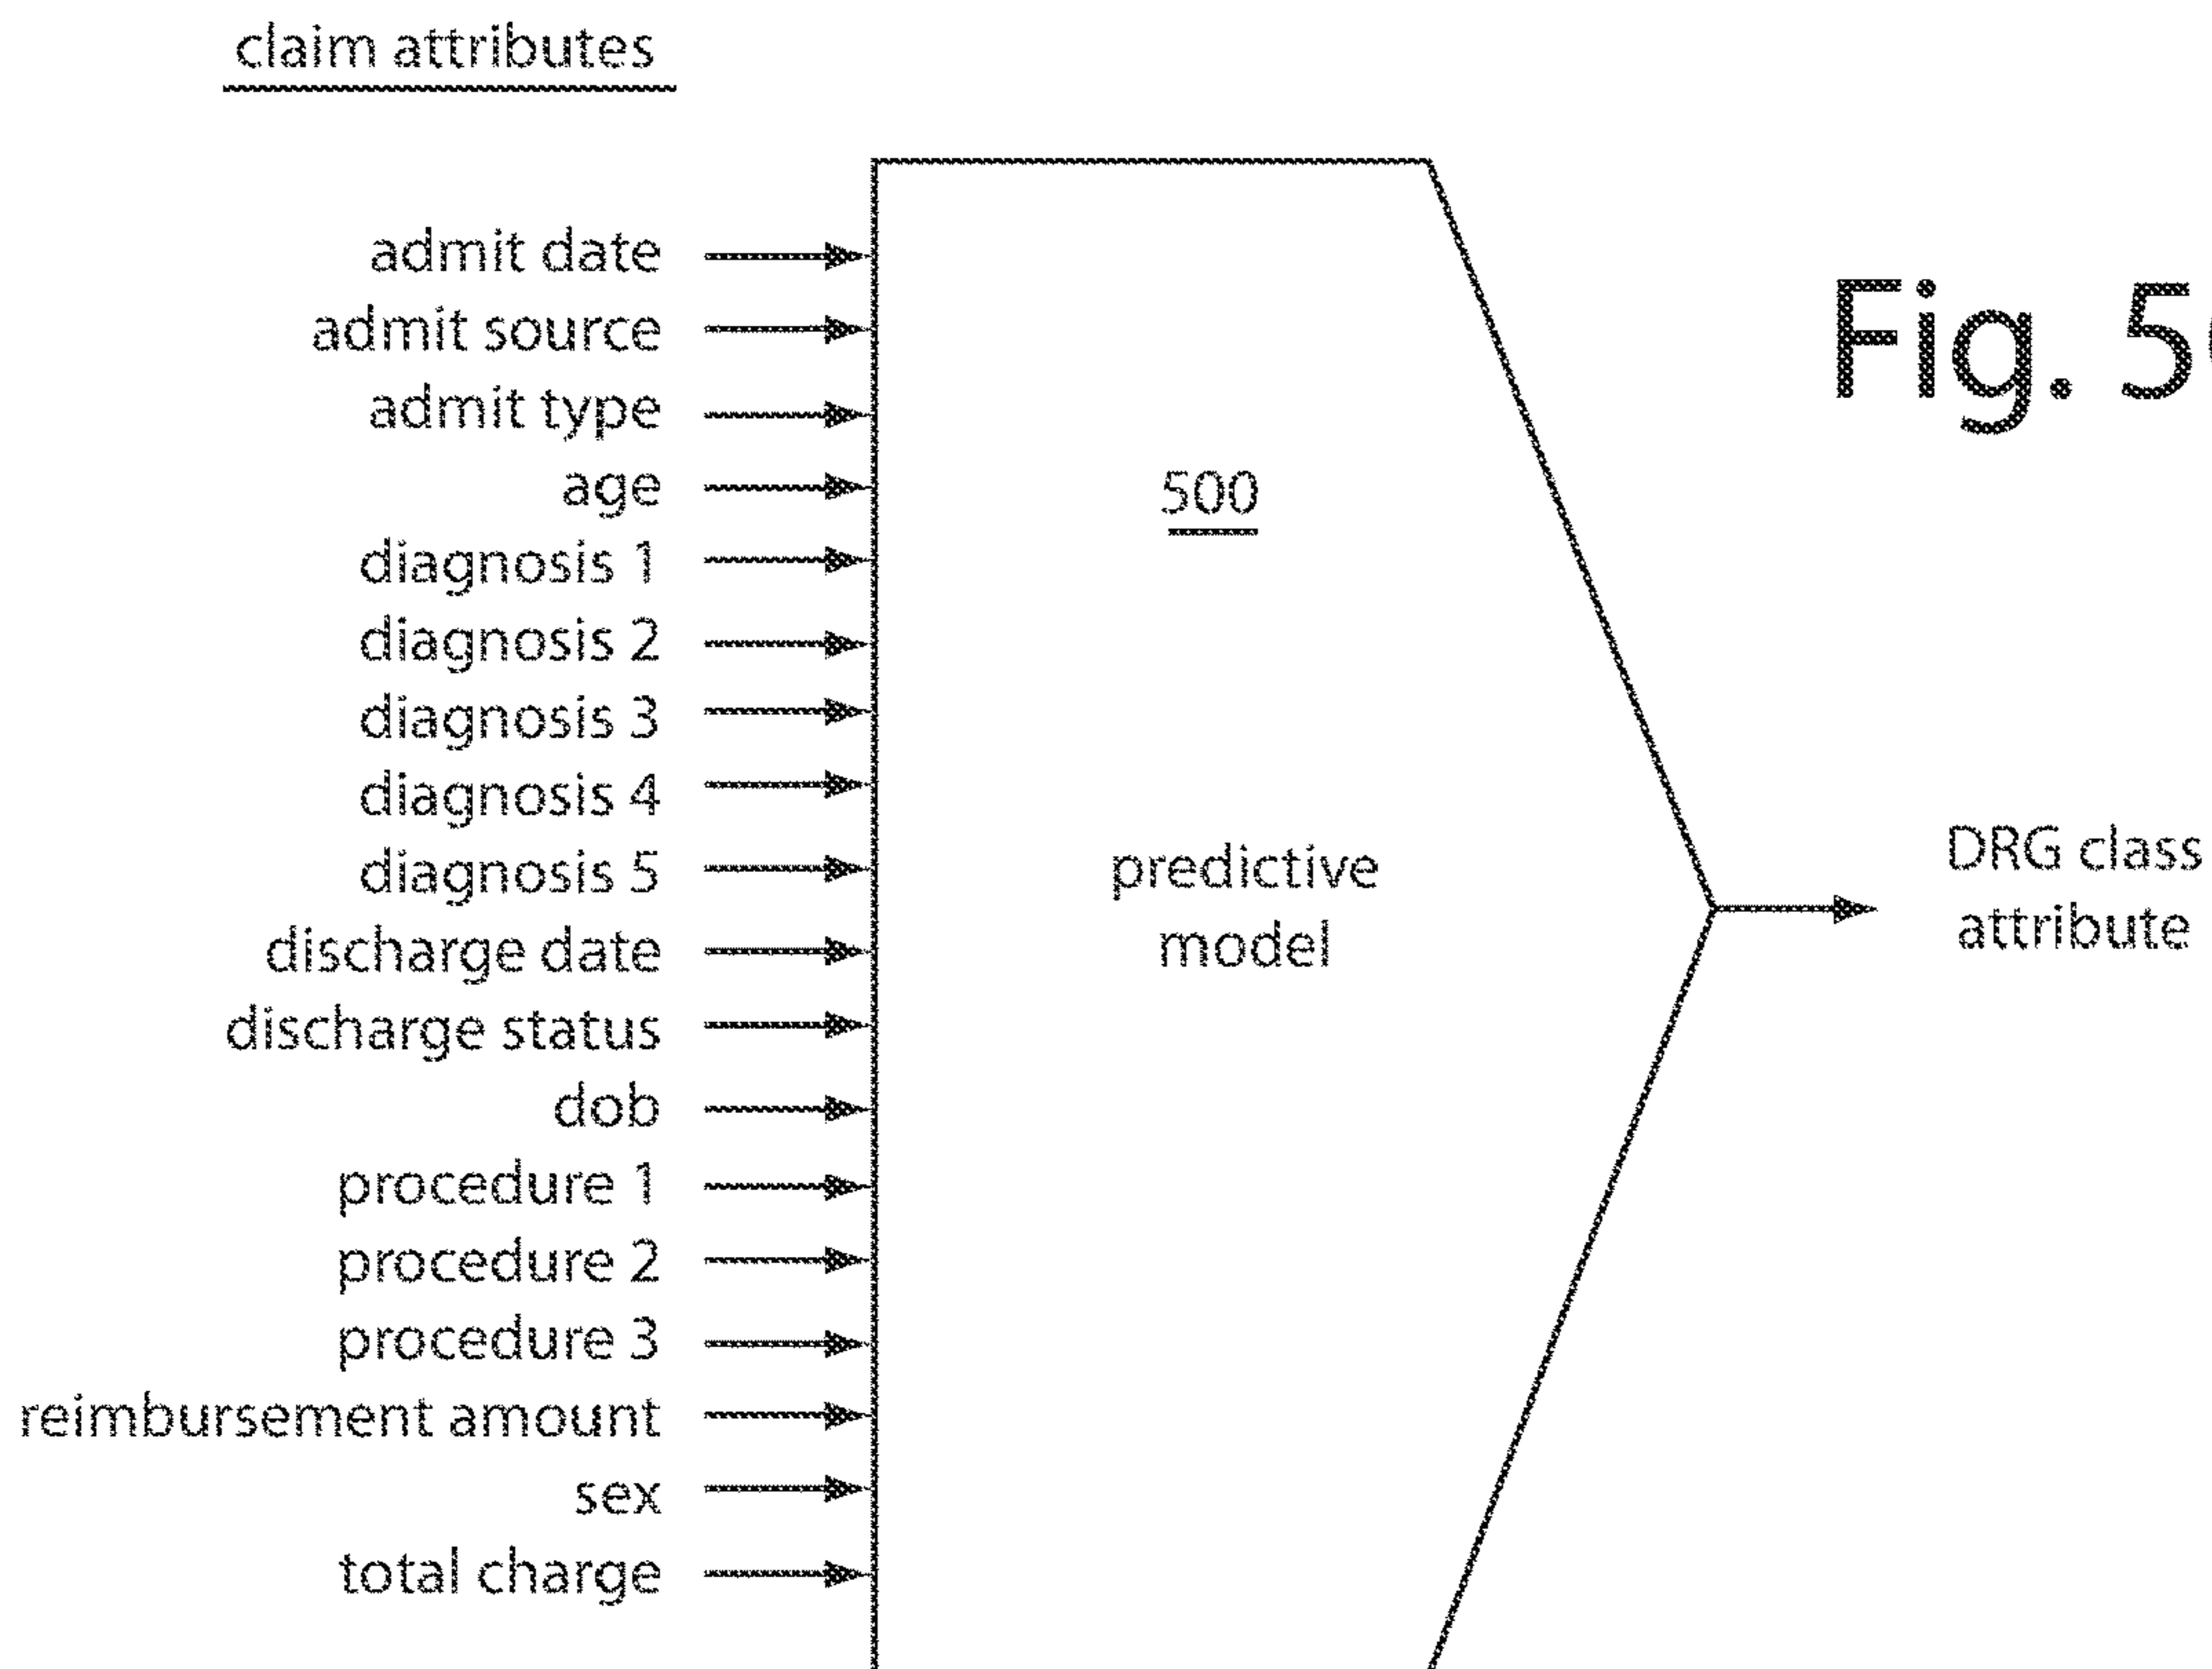 claim attributes
admit date
admit source
admit type
age
diagnosis 1
diagnosis 2
diagnosis 3
diagnosis 4
diagnosis 5
discharge date
discharge status
dob
procedure 1
procedure 2
procedure 3
reimbursement amount
sex
total charge
500
predictive
model
Fig.
DRG class
attribute